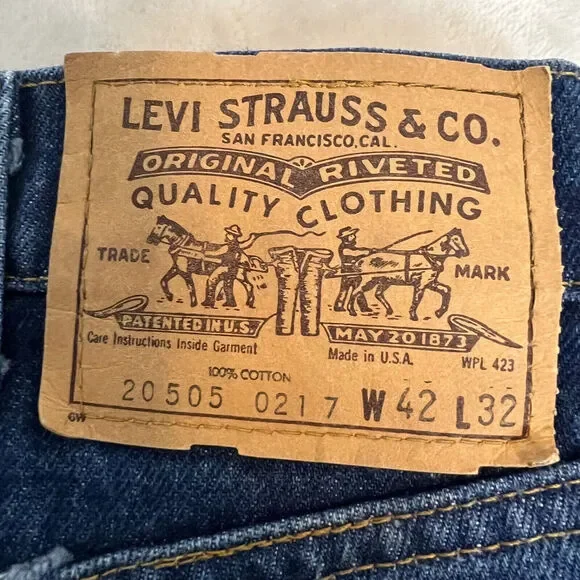 LEVI STRAUSS & CO.
SAN FRANCISCO, CAL.
ORIGINAL RIVETED
QUALITY CLOTHING
TRADE MARK
PATENTED IN U.S. MAY 20 1873
Care Instructions Inside Garment Made in U.S.A. WPL 423
100% COTTON
20505 0217 W 42 L 32
GW